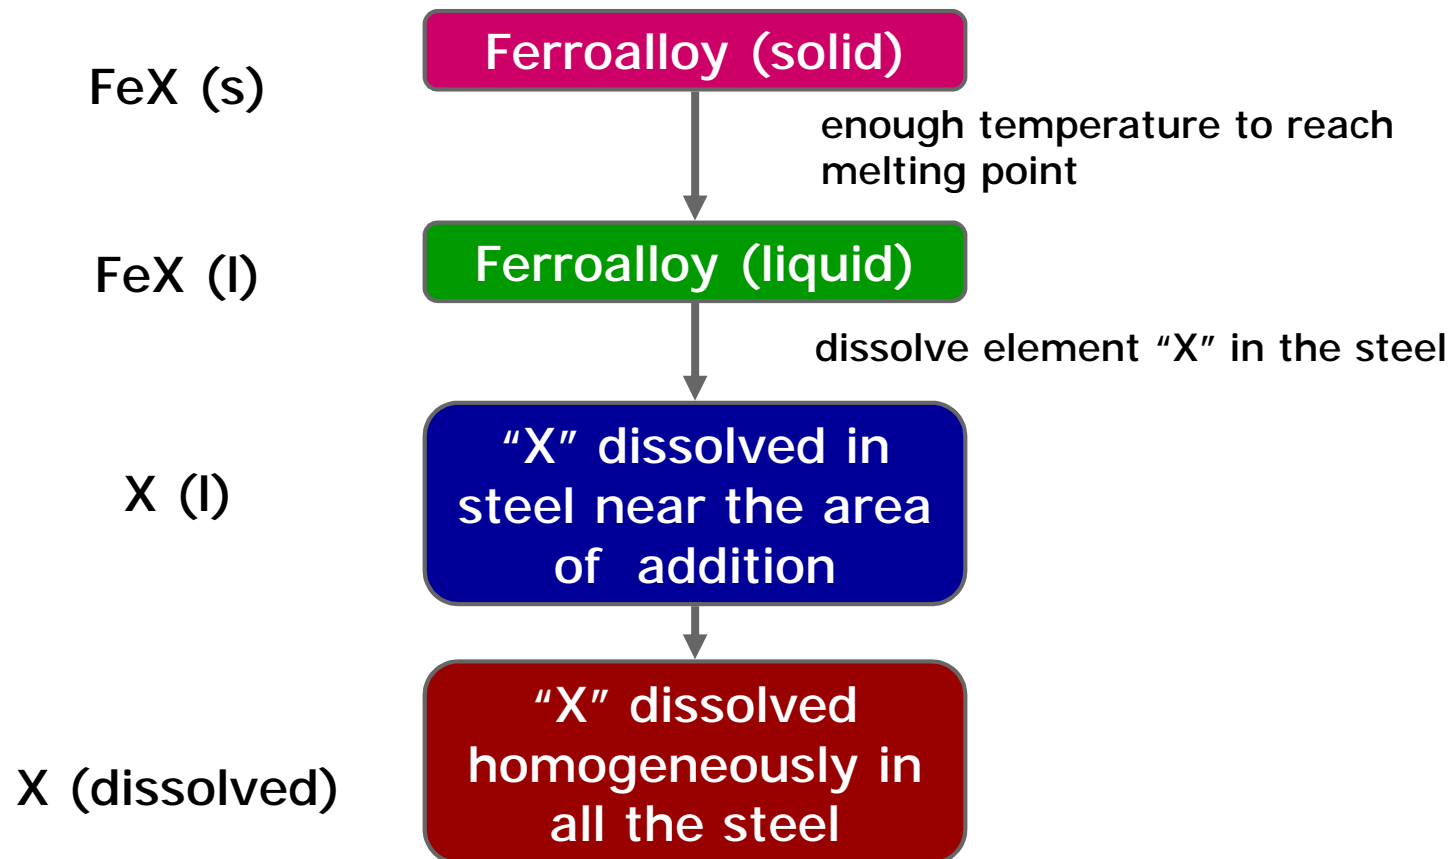 Ferroalloy (solid)
FeX (s)
enough temperature to reach
melting point
Ferroalloy (liquid)
FeX (l)
dissolve element “X” in the steel
“X” dissolved in
steel near the area
of addition
X (l)
“X” dissolved
homogeneously in
all the steel
X (dissolved)